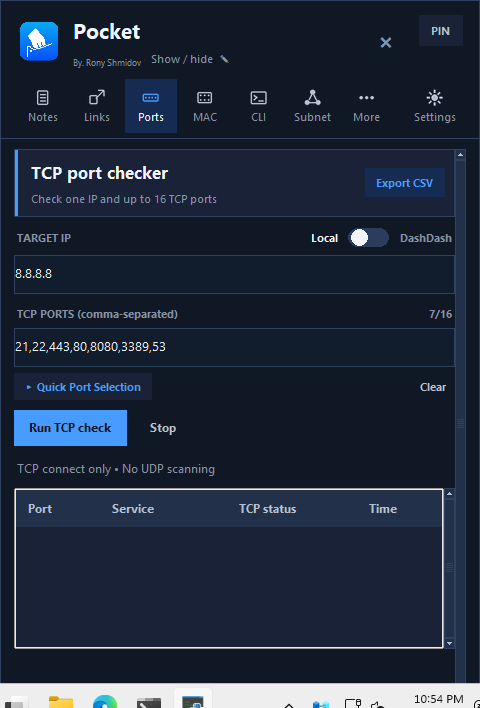 Pocket
PIN
By. Rony Shmidov Show / hide
Notes Links Ports MAC CLI Subnet More Settings
TCP port checker
Export CSV
Check one IP and up to 16 TCP ports
TARGET IP Local DashDash
8.8.8.8
TCP PORTS (comma-separated) 7/16
21,22,443,80,8080,3389,53
Quick Port Selection Clear
Run TCP check Stop
TCP connect only • No UDP scanning
Port Service TCP status Time
10:54 PM